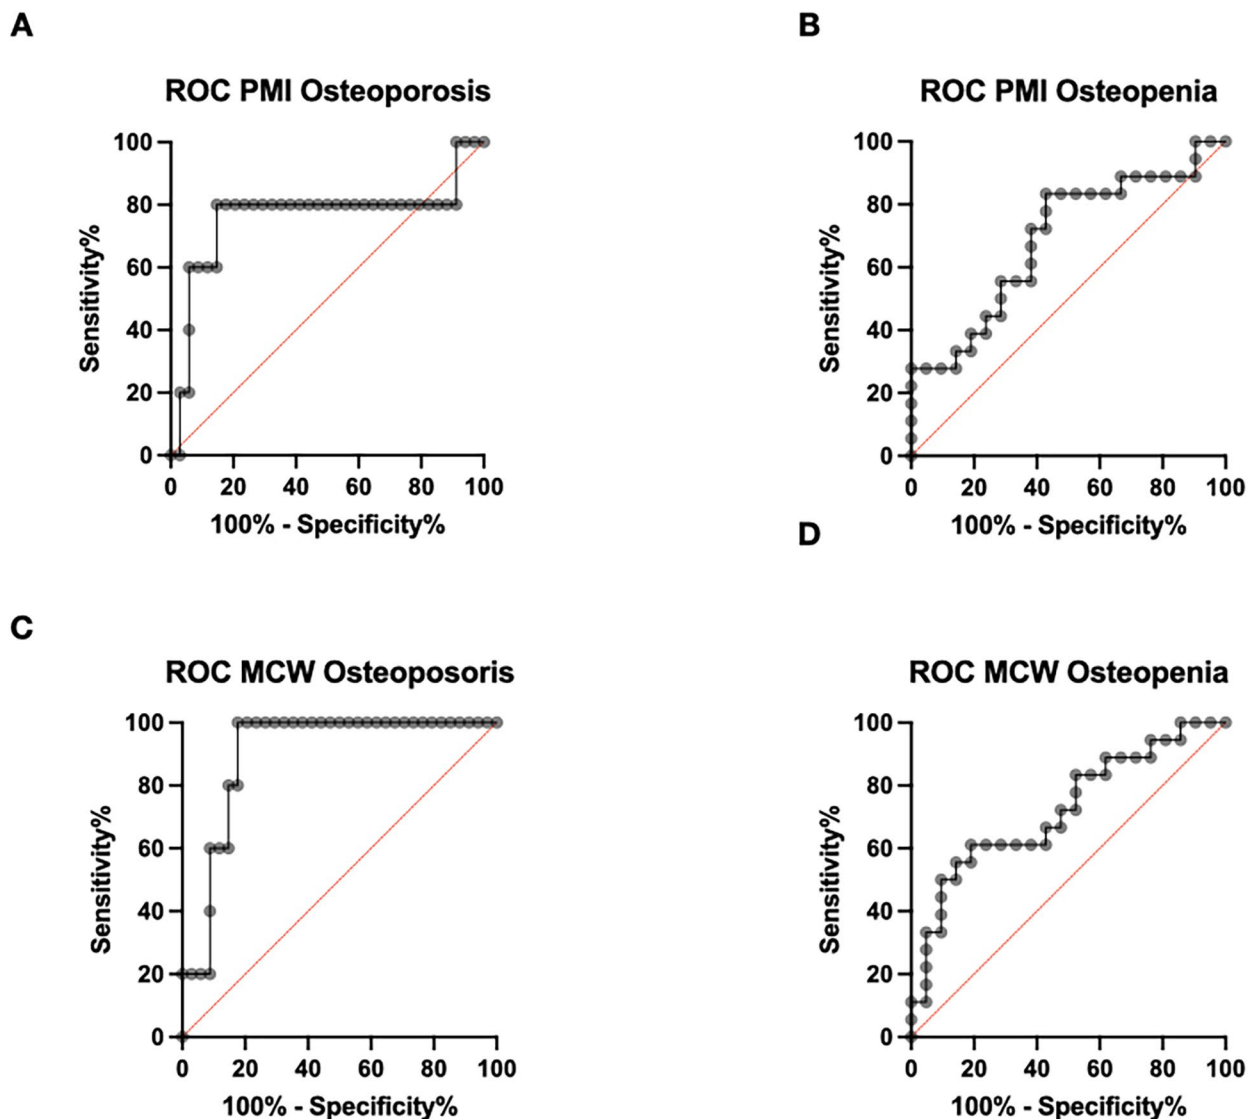 A
ROC PMI Osteoporosis
100
80
60
40
20
0
Sensitivity%
0 20 40 60 80 100
100% - Specificity%
B
ROC PMI Osteopenia
100
80
60
40
20
0
Sensitivity%
0 20 40 60 80 100
100% - Specificity%
C
ROC MCW Osteoposoris
100
80
60
40
20
0
Sensitivity%
0 20 40 60 80 100
100% - Specificity%
D
ROC MCW Osteopenia
100
80
60
40
20
0
Sensitivity%
0 20 40 60 80 100
100% - Specificity%